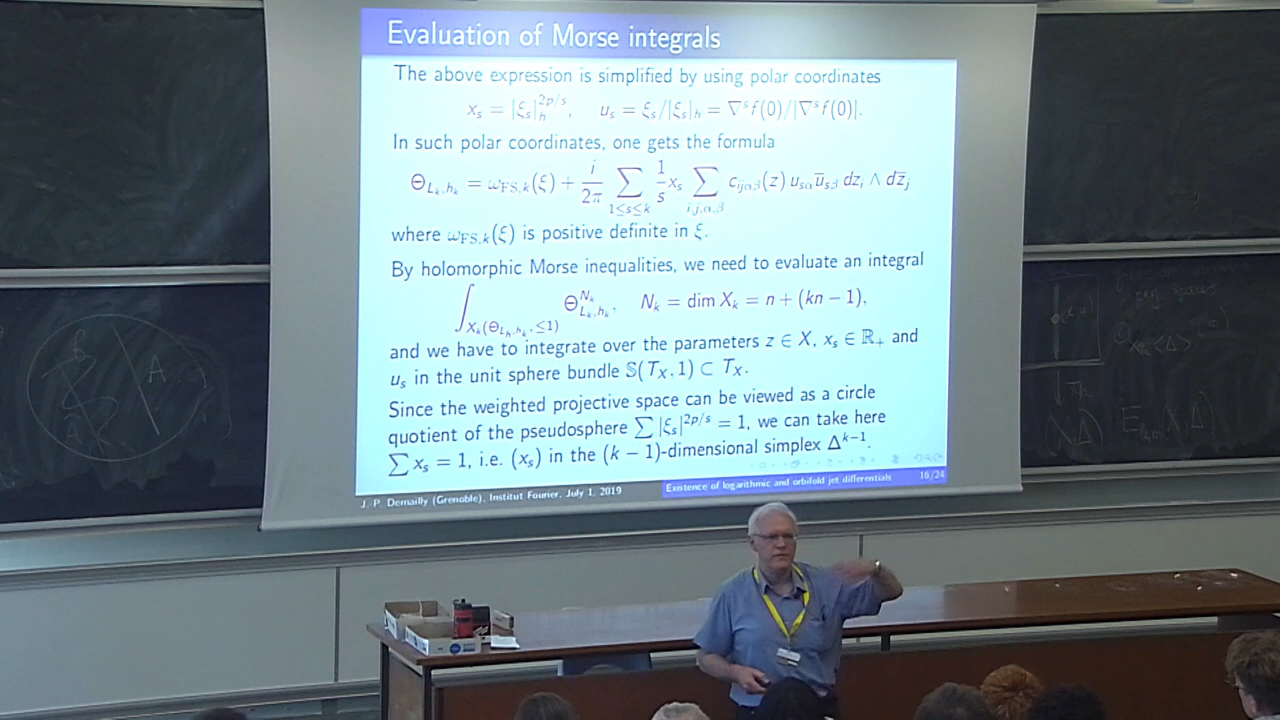 Evaluation of Morse integrals
The above expression is simplified by using polar coordinates
x_s = |ξ_s|_h^{2p/s}, u_s = ξ_s/|ξ_s|_h = ∇^s f(0)/|∇^s f(0)|.
In such polar coordinates, one gets the formula
Θ_{L_k,h_k} = ω_{FS,k}(ξ) + i/2π ∑_{1≤s≤k} 1/s x_s ∑_{i,j,α,β} c_{ijαβ}(z) u_{sα} ū_{sβ} dz_i ∧ dz̄_j
where ω_{FS,k}(ξ) is positive definite in ξ.
By holomorphic Morse inequalities, we need to evaluate an integral
∫_{X_k(Θ_{L_k,h_k},≤1)} Θ_{L_k,h_k}^{N_k}, N_k = dim X_k = n + (kn − 1),
and we have to integrate over the parameters z ∈ X, x_s ∈ ℝ_+ and
u_s in the unit sphere bundle 𝕊(T_X, 1) ⊂ T_X.
Since the weighted projective space can be viewed as a circle
quotient of the pseudosphere ∑ |ξ_s|^{2p/s} = 1, we can take here
∑ x_s = 1, i.e. (x_s) in the (k − 1)-dimensional simplex Δ^{k−1}.
J. P. Demailly (Grenoble), Institut Fourier, July 1, 2019
Existence of logarithmic and orbifold jet differentials
16/24
A